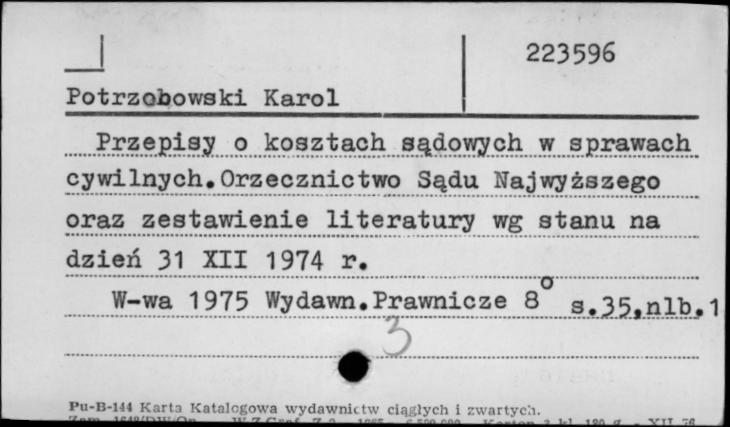 223596
Potrzobowski Karol
Przepisy o kosztach sądowych w sprawach
cywilnych.Orzecznictwo Sądu Najwyższego
oraz zestawienie literatury wg stanu na
dzień 31 XII 1974 r.
W-wa 1975 Wydawn.Prawnicze 8° s.35,nlb.1
3
Pu-B-144 Karta Katalogowa wydawnictw ciągłych i zwartych.